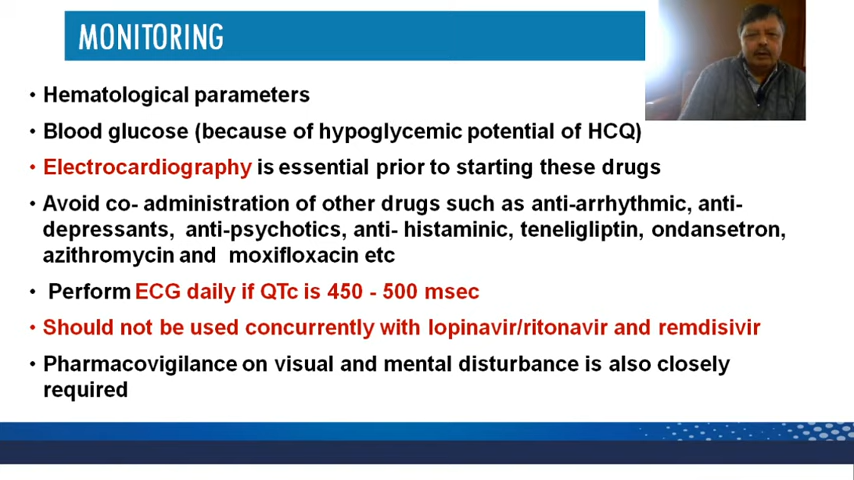 MONITORING
• Hematological parameters
• Blood glucose (because of hypoglycemic potential of HCQ)
• Electrocardiography is essential prior to starting these drugs
• Avoid co- administration of other drugs such as anti-arrhythmic, anti-
depressants, anti-psychotics, anti- histaminic, teneligliptin, ondansetron,
azithromycin and moxifloxacin etc
• Perform ECG daily if QTc is 450 - 500 msec
• Should not be used concurrently with lopinavir/ritonavir and remdisivir
• Pharmacovigilance on visual and mental disturbance is also closely
required